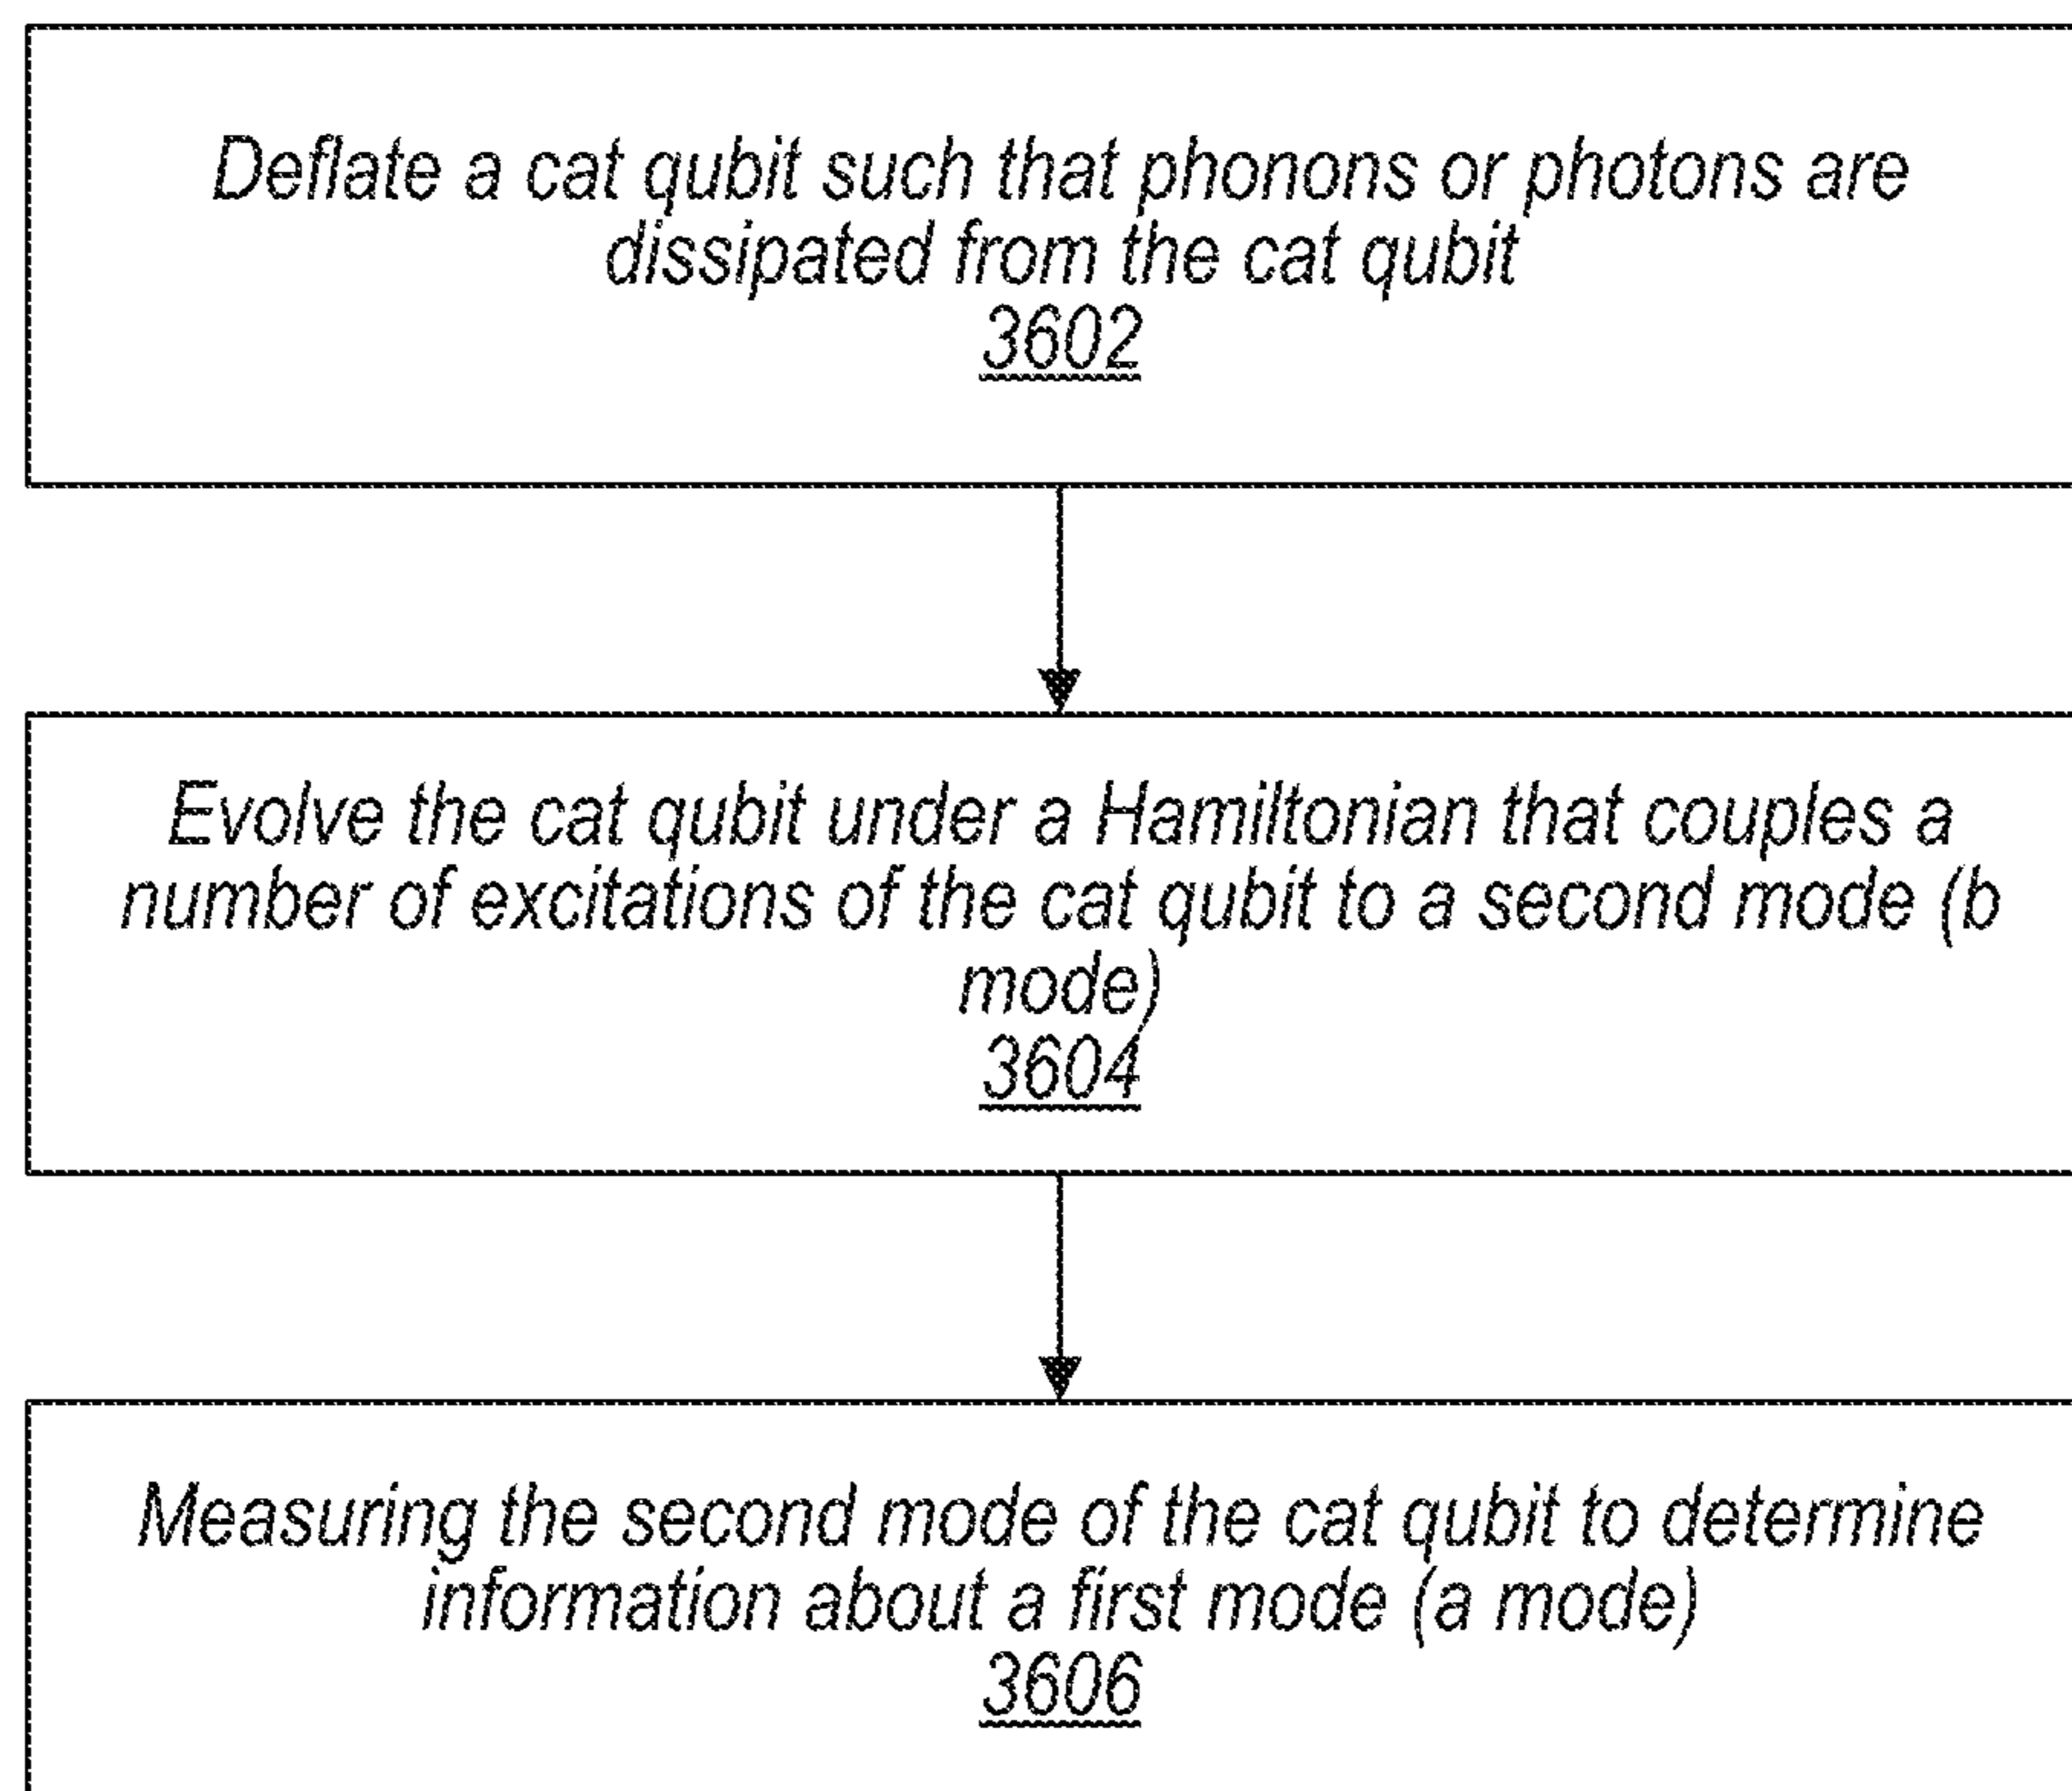 Deflate a cat qubit such that phonons or photons are
dissipated from the cat qubit
3602
Evolve the cat qubit under a Hamiltonian that couples a
number of excitations of the cat qubit to a second mode (b
mode)
3604
Measuring the second mode of the cat qubit to determine
information about a first mode (a mode)
3606